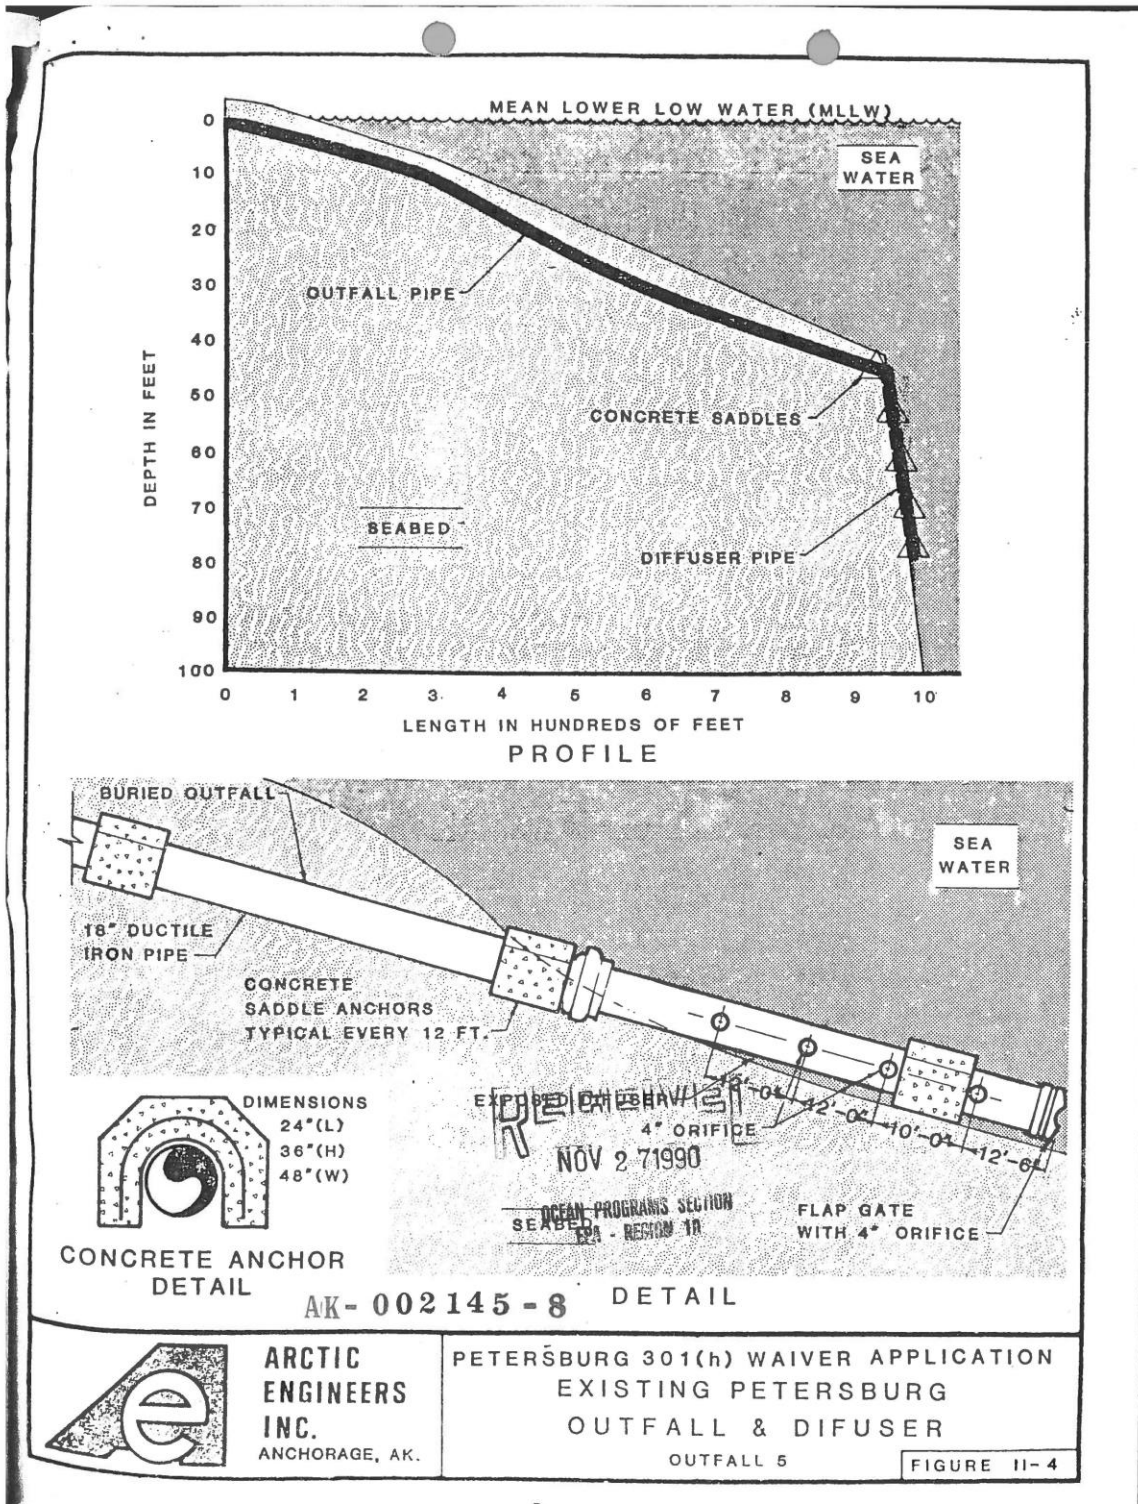 MEAN LOWER LOW WATER (MLLW)
0
10
20
30
40
50
60
70
80
90
100
DEPTH IN FEET
SEA
WATER
OUTFALL PIPE
CONCRETE SADDLES
SEABED
DIFFUSER PIPE
0 1 2 3 4 5 6 7 8 9 10
LENGTH IN HUNDREDS OF FEET
PROFILE
BURIED OUTFALL
SEA
WATER
18" DUCTILE
IRON PIPE
CONCRETE
SADDLE ANCHORS
TYPICAL EVERY 12 FT.
EXPOSED DIFUSER
4" ORIFICE
12'-0"
10'-0"
12'-6"
RECEIVED
NOV 2 71990
OCEAN PROGRAMS SECTION
EPA - REGION 10
SEABED
FLAP GATE
WITH 4" ORIFICE
DIMENSIONS
24"(L)
36"(H)
48"(W)
CONCRETE ANCHOR
DETAIL
DETAIL
AK-002145-8
Ae
ARCTIC
ENGINEERS
INC.
ANCHORAGE, AK.
PETERSBURG 301(h) WAIVER APPLICATION
EXISTING PETERSBURG
OUTFALL & DIFUSER
OUTFALL 5
FIGURE II-4